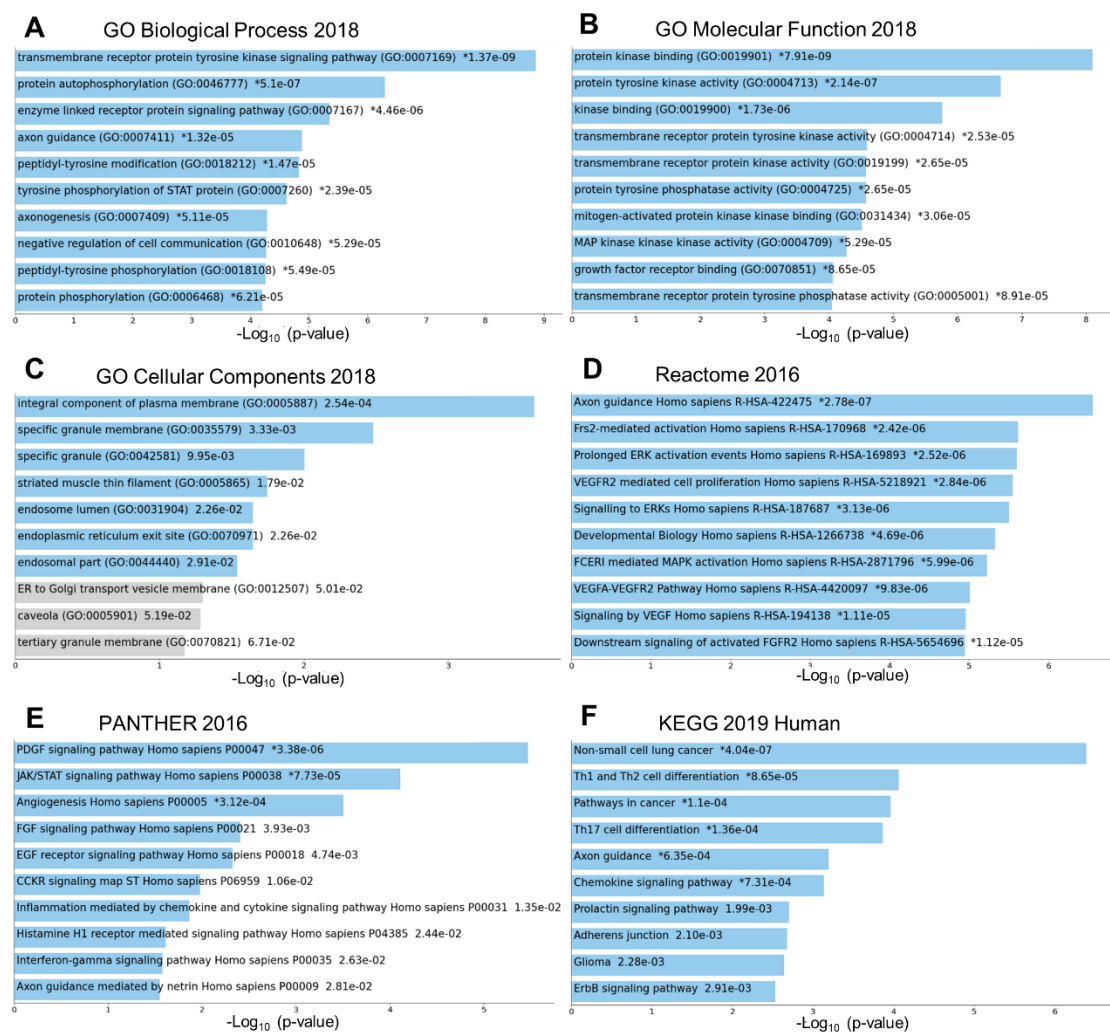 A GO Biological Process 2018
transmembrane receptor protein tyrosine kinase signaling pathway (GO:0007169) *1.37e-09
protein autophosphorylation (GO:0046777) *5.1e-07
enzyme linked receptor protein signaling pathway (GO:0007167) *4.46e-06
axon guidance (GO:0007411) *1.32e-05
peptidyl-tyrosine modification (GO:0018212) *1.47e-05
tyrosine phosphorylation of STAT protein (GO:0007260) *2.39e-05
axonogenesis (GO:0007409) *5.11e-05
negative regulation of cell communication (GO:0010648) *5.29e-05
peptidyl-tyrosine phosphorylation (GO:0018108) *5.49e-05
protein phosphorylation (GO:0006468) *6.21e-05
0 1 2 3 4 5 6 7 8 9
-Log10 (p-value)
B GO Molecular Function 2018
protein kinase binding (GO:0019901) *7.91e-09
protein tyrosine kinase activity (GO:0004713) *2.14e-07
kinase binding (GO:0019900) *1.73e-06
transmembrane receptor protein tyrosine kinase activity (GO:0004714) *2.53e-05
transmembrane receptor protein kinase activity (GO:0019199) *2.65e-05
protein tyrosine phosphatase activity (GO:0004725) *2.65e-05
mitogen-activated protein kinase kinase binding (GO:0031434) *3.06e-05
MAP kinase kinase kinase activity (GO:0004709) *5.29e-05
growth factor receptor binding (GO:0070851) *8.65e-05
transmembrane receptor protein tyrosine phosphatase activity (GO:0005001) *8.91e-05
0 1 2 3 4 5 6 7 8
-Log10 (p-value)
C GO Cellular Components 2018
integral component of plasma membrane (GO:0005887) 2.54e-04
specific granule membrane (GO:0035579) 3.33e-03
specific granule (GO:0042581) 9.95e-03
striated muscle thin filament (GO:0005865) 1.79e-02
endosome lumen (GO:0031904) 2.26e-02
endoplasmic reticulum exit site (GO:0070971) 2.26e-02
endosomal part (GO:0044440) 2.91e-02
ER to Golgi transport vesicle membrane (GO:0012507) 5.01e-02
caveola (GO:0005901) 5.19e-02
tertiary granule membrane (GO:0070821) 6.71e-02
1 2 3
-Log10 (p-value)
D Reactome 2016
Axon guidance Homo sapiens R-HSA-422475 *2.78e-07
Frs2-mediated activation Homo sapiens R-HSA-170968 *2.42e-06
Prolonged ERK activation events Homo sapiens R-HSA-169893 *2.52e-06
VEGFR2 mediated cell proliferation Homo sapiens R-HSA-5218921 *2.84e-06
Signalling to ERKs Homo sapiens R-HSA-187687 *3.13e-06
Developmental Biology Homo sapiens R-HSA-1266738 *4.69e-06
FCERI mediated MAPK activation Homo sapiens R-HSA-2871796 *5.99e-06
VEGFA-VEGFR2 Pathway Homo sapiens R-HSA-4420097 *9.83e-06
Signaling by VEGF Homo sapiens R-HSA-194138 *1.11e-05
Downstream signaling of activated FGFR2 Homo sapiens R-HSA-5654696 *1.12e-05
0 1 2 3 4 5 6
-Log10 (p-value)
E PANTHER 2016
PDGF signaling pathway Homo sapiens P00047 *3.38e-06
JAK/STAT signaling pathway Homo sapiens P00038 *7.73e-05
Angiogenesis Homo sapiens P00005 *3.12e-04
FGF signaling pathway Homo sapiens P00021 3.93e-03
EGF receptor signaling pathway Homo sapiens P00018 4.74e-03
CCKR signaling map ST Homo sapiens P06959 1.06e-02
Inflammation mediated by chemokine and cytokine signaling pathway Homo sapiens P00031 1.35e-02
Histamine H1 receptor mediated signaling pathway Homo sapiens P04385 2.44e-02
Interferon-gamma signaling pathway Homo sapiens P00035 2.63e-02
Axon guidance mediated by netrin Homo sapiens P00009 2.81e-02
0 1 2 3 4 5
-Log10 (p-value)
F KEGG 2019 Human
Non-small cell lung cancer *4.04e-07
Th1 and Th2 cell differentiation *8.65e-05
Pathways in cancer *1.1e-04
Th17 cell differentiation *1.36e-04
Axon guidance *6.35e-04
Chemokine signaling pathway *7.31e-04
Prolactin signaling pathway 1.99e-03
Adherens junction 2.10e-03
Glioma 2.28e-03
ErbB signaling pathway 2.91e-03
0 1 2 3 4 5 6
-Log10 (p-value)